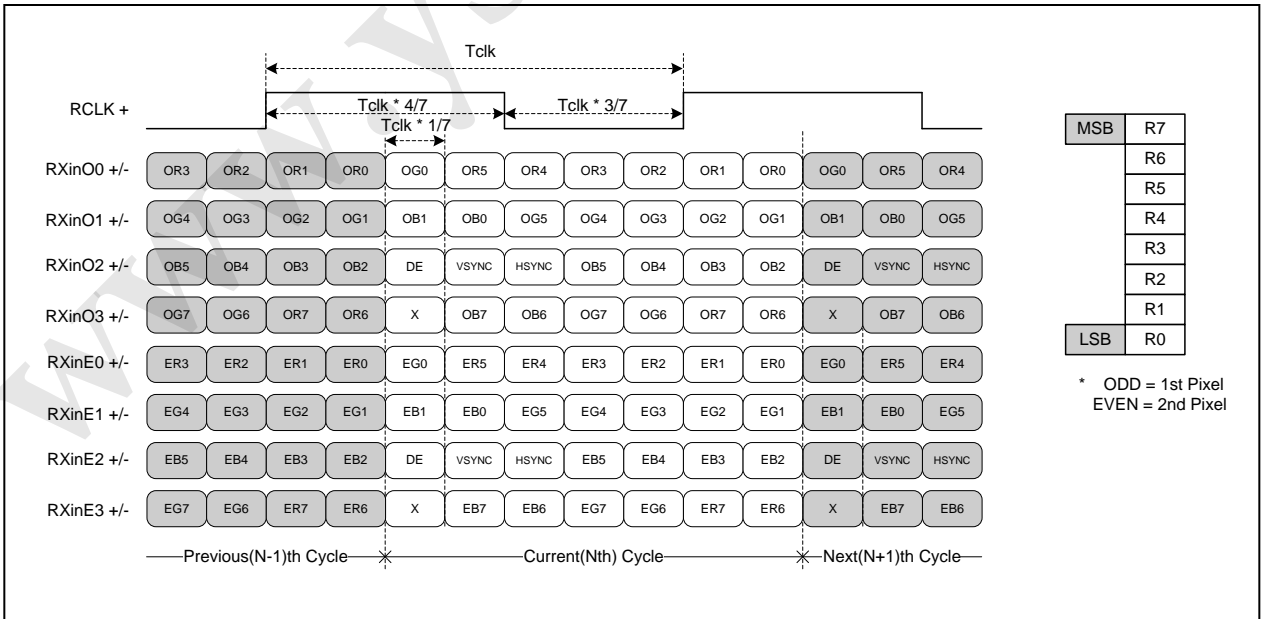 Tclk
RCLK +
Tclk * 4/7
Tclk * 3/7
Tclk * 1/7
RXinO0 +/- OR3 OR2 OR1 OR0 OG0 OR5 OR4 OR3 OR2 OR1 OR0 OG0 OR5 OR4
RXinO1 +/- OG4 OG3 OG2 OG1 OB1 OB0 OG5 OG4 OG3 OG2 OG1 OB1 OB0 OG5
RXinO2 +/- OB5 OB4 OB3 OB2 DE VSYNC HSYNC OB5 OB4 OB3 OB2 DE VSYNC HSYNC
RXinO3 +/- OG7 OG6 OR7 OR6 X OB7 OB6 OG7 OG6 OR7 OR6 X OB7 OB6
RXinE0 +/- ER3 ER2 ER1 ER0 EG0 ER5 ER4 ER3 ER2 ER1 ER0 EG0 ER5 ER4
RXinE1 +/- EG4 EG3 EG2 EG1 EB1 EB0 EG5 EG4 EG3 EG2 EG1 EB1 EB0 EG5
RXinE2 +/- EB5 EB4 EB3 EB2 DE VSYNC HSYNC EB5 EB4 EB3 EB2 DE VSYNC HSYNC
RXinE3 +/- EG7 EG6 ER7 ER6 X EB7 EB6 EG7 EG6 ER7 ER6 X EB7 EB6
Previous(N-1)th Cycle Current(Nth) Cycle Next(N+1)th Cycle
MSB R7
R6
R5
R4
R3
R2
R1
LSB R0
* ODD = 1st Pixel
EVEN = 2nd Pixel
www.y